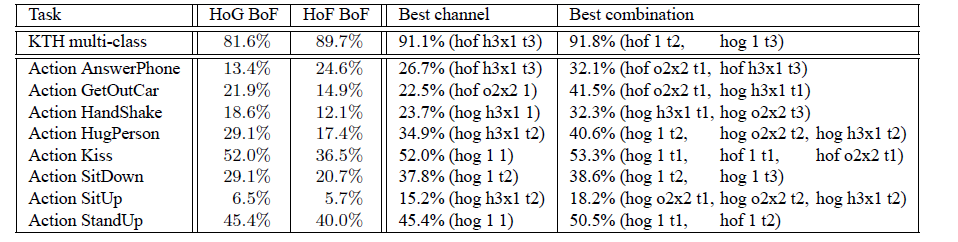 Task HoG BoF HoF BoF Best channel Best combination
KTH multi-class 81.6% 89.7% 91.1% (hof h3x1 t3) 91.8% (hof 1 t2, hog 1 t3)
Action AnswerPhone 13.4% 24.6% 26.7% (hof h3x1 t3) 32.1% (hof o2x2 t1, hof h3x1 t3)
Action GetOutCar 21.9% 14.9% 22.5% (hof o2x2 1) 41.5% (hof o2x2 t1, hog h3x1 t1)
Action HandShake 18.6% 12.1% 23.7% (hog h3x1 1) 32.3% (hog h3x1 t1, hog o2x2 t3)
Action HugPerson 29.1% 17.4% 34.9% (hog h3x1 t2) 40.6% (hog 1 t2, hog o2x2 t2, hog h3x1 t2)
Action Kiss 52.0% 36.5% 52.0% (hog 1 1) 53.3% (hog 1 t1, hof 1 t1, hof o2x2 t1)
Action SitDown 29.1% 20.7% 37.8% (hog 1 t2) 38.6% (hog 1 t2, hog 1 t3)
Action SitUp 6.5% 5.7% 15.2% (hog h3x1 t2) 18.2% (hog o2x2 t1, hog o2x2 t2, hog h3x1 t2)
Action StandUp 45.4% 40.0% 45.4% (hog 1 1) 50.5% (hog 1 t1, hof 1 t2)